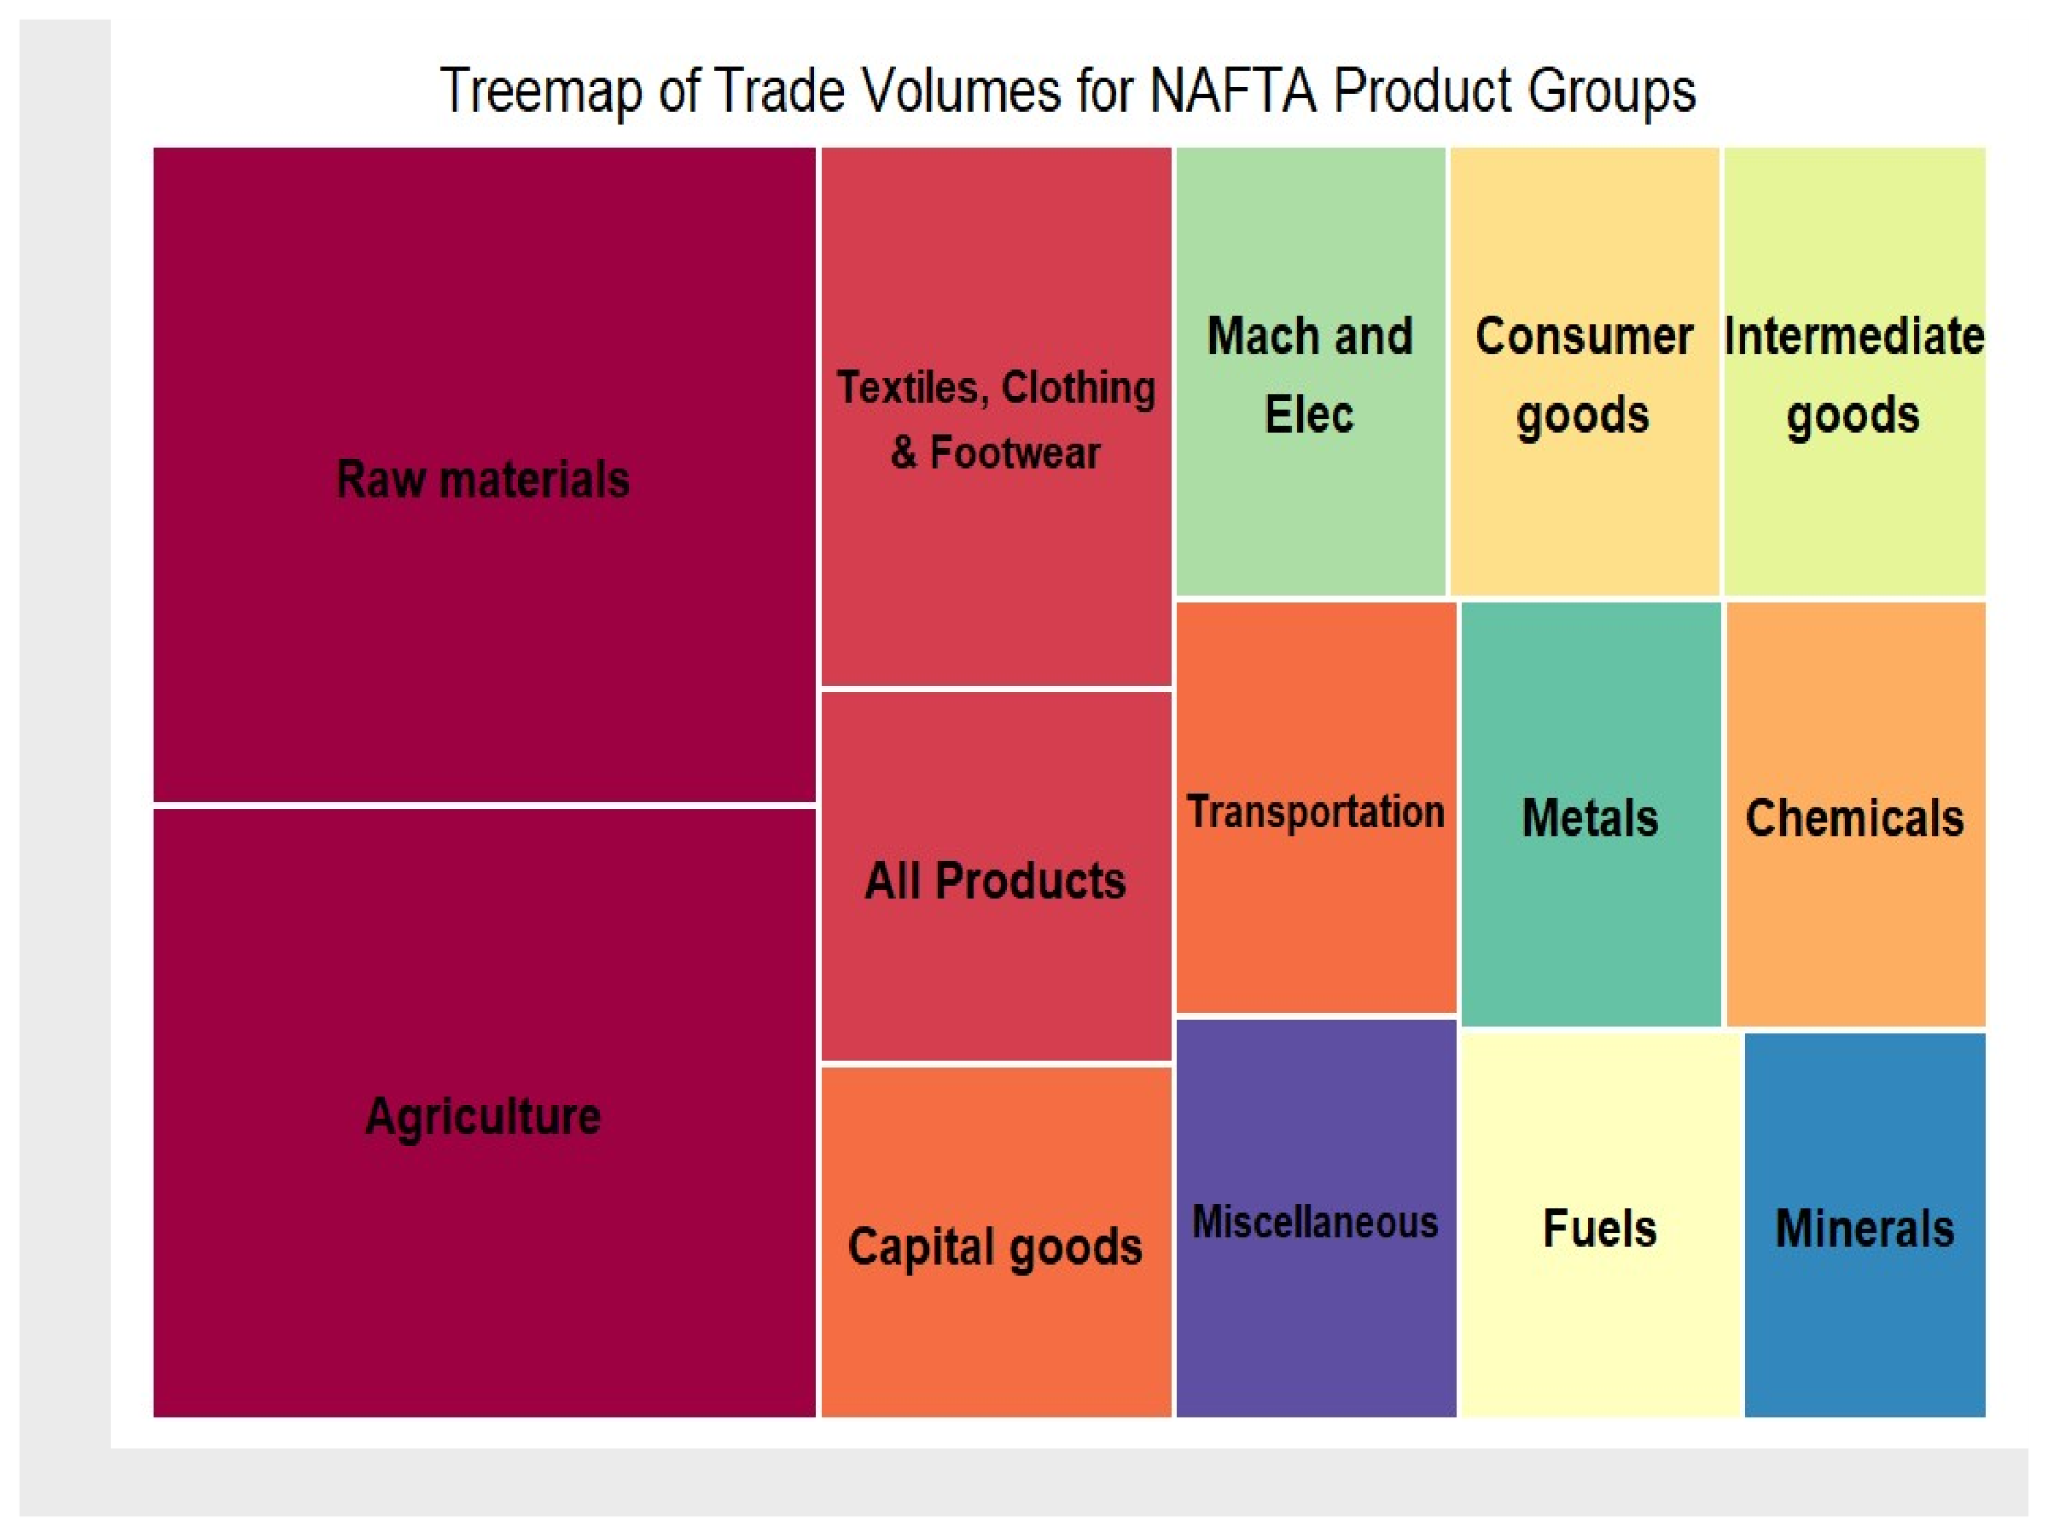 Treemap of Trade Volumes for NAFTA Product Groups
Raw materials
Agriculture
Textiles, Clothing
& Footwear
All Products
Capital goods
Mach and
Elec
Consumer
goods
Intermediate
goods
Transportation
Metals
Chemicals
Miscellaneous
Fuels
Minerals